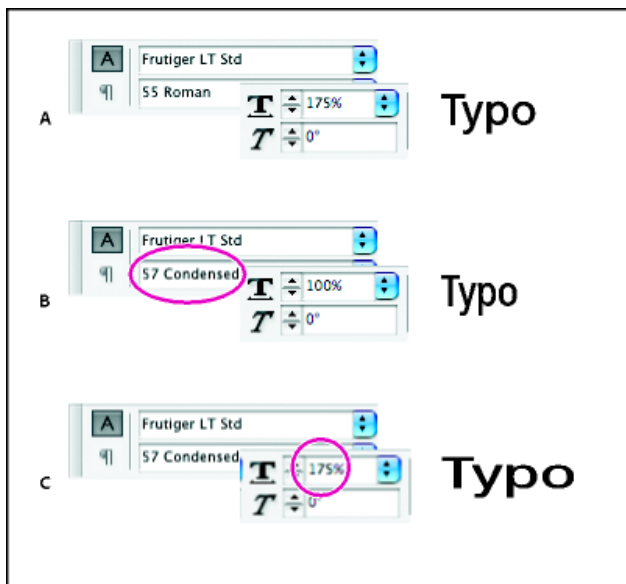 A Frutiger LT Std
¶ 55 Roman
T 175%
T 0°
A
Typo
A Frutiger LT Std
¶ 57 Condensed
T 100%
T 0°
B
Typo
A Frutiger LT Std
¶ 57 Condensed
T 175%
T 0°
C
Typo